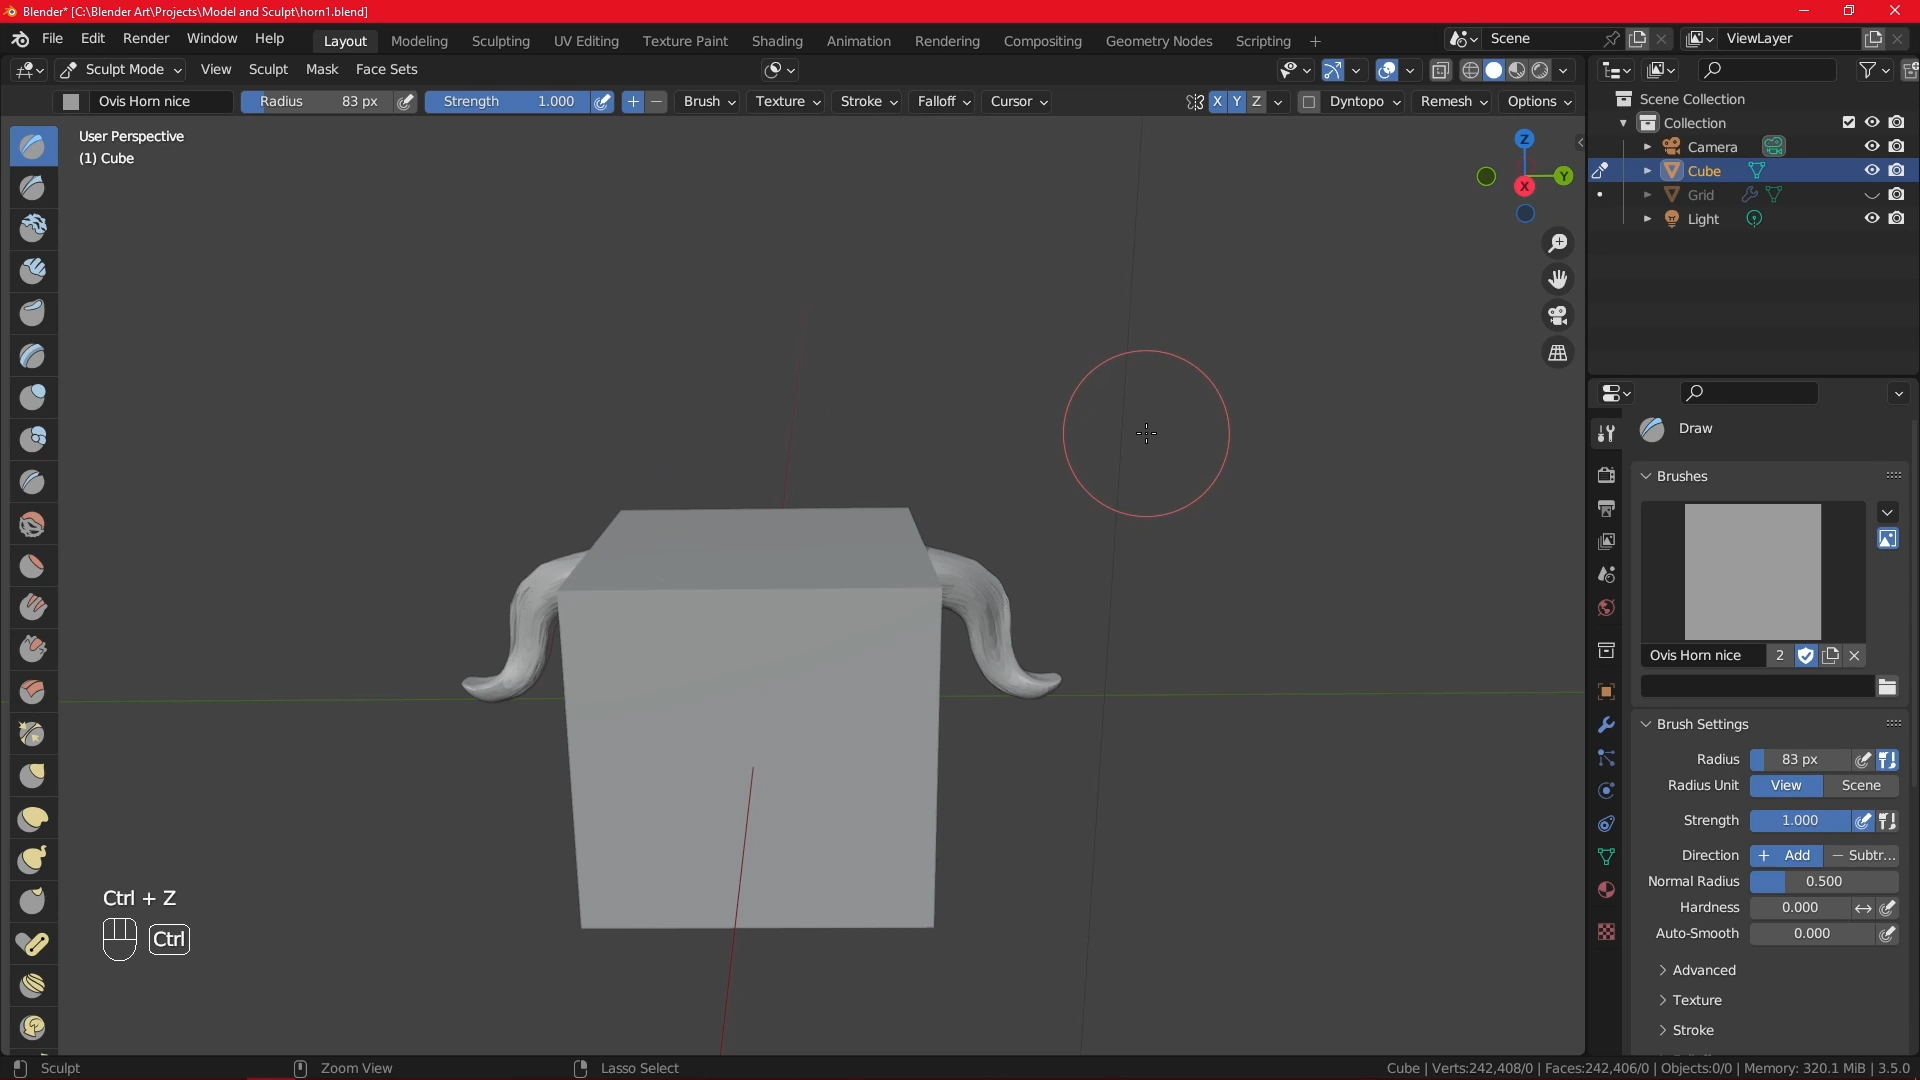 Blender* [C:\Blender Art\Projects\Model and Sculpt\horn1.blend]
File Edit Render Window Help Layout Modeling Sculpting UV Editing Texture Paint Shading Animation Rendering Compositing Geometry Nodes Scripting + Scene ViewLayer
Sculpt Mode View Sculpt Mask Face Sets
Ovis Horn nice Radius 83 px Strength 1.000 Brush Texture Stroke Falloff Cursor X Y Z Dyntopo Remesh Options
User Perspective
(1) Cube
Z
Y
X
Scene Collection
Collection
Camera
Cube
Grid
Light
Draw
Brushes
Ovis Horn nice 2
Brush Settings
Radius 83 px
Radius Unit View Scene
Strength 1.000
Direction + Add − Subtr...
Normal Radius 0.500
Hardness 0.000
Auto-Smooth 0.000
Advanced
Texture
Stroke
Ctrl + Z
Ctrl
Sculpt Zoom View Lasso Select Cube | Verts:242,408/0 | Faces:242,406/0 | Objects:0/0 | Memory: 320.1 MiB | 3.5.0